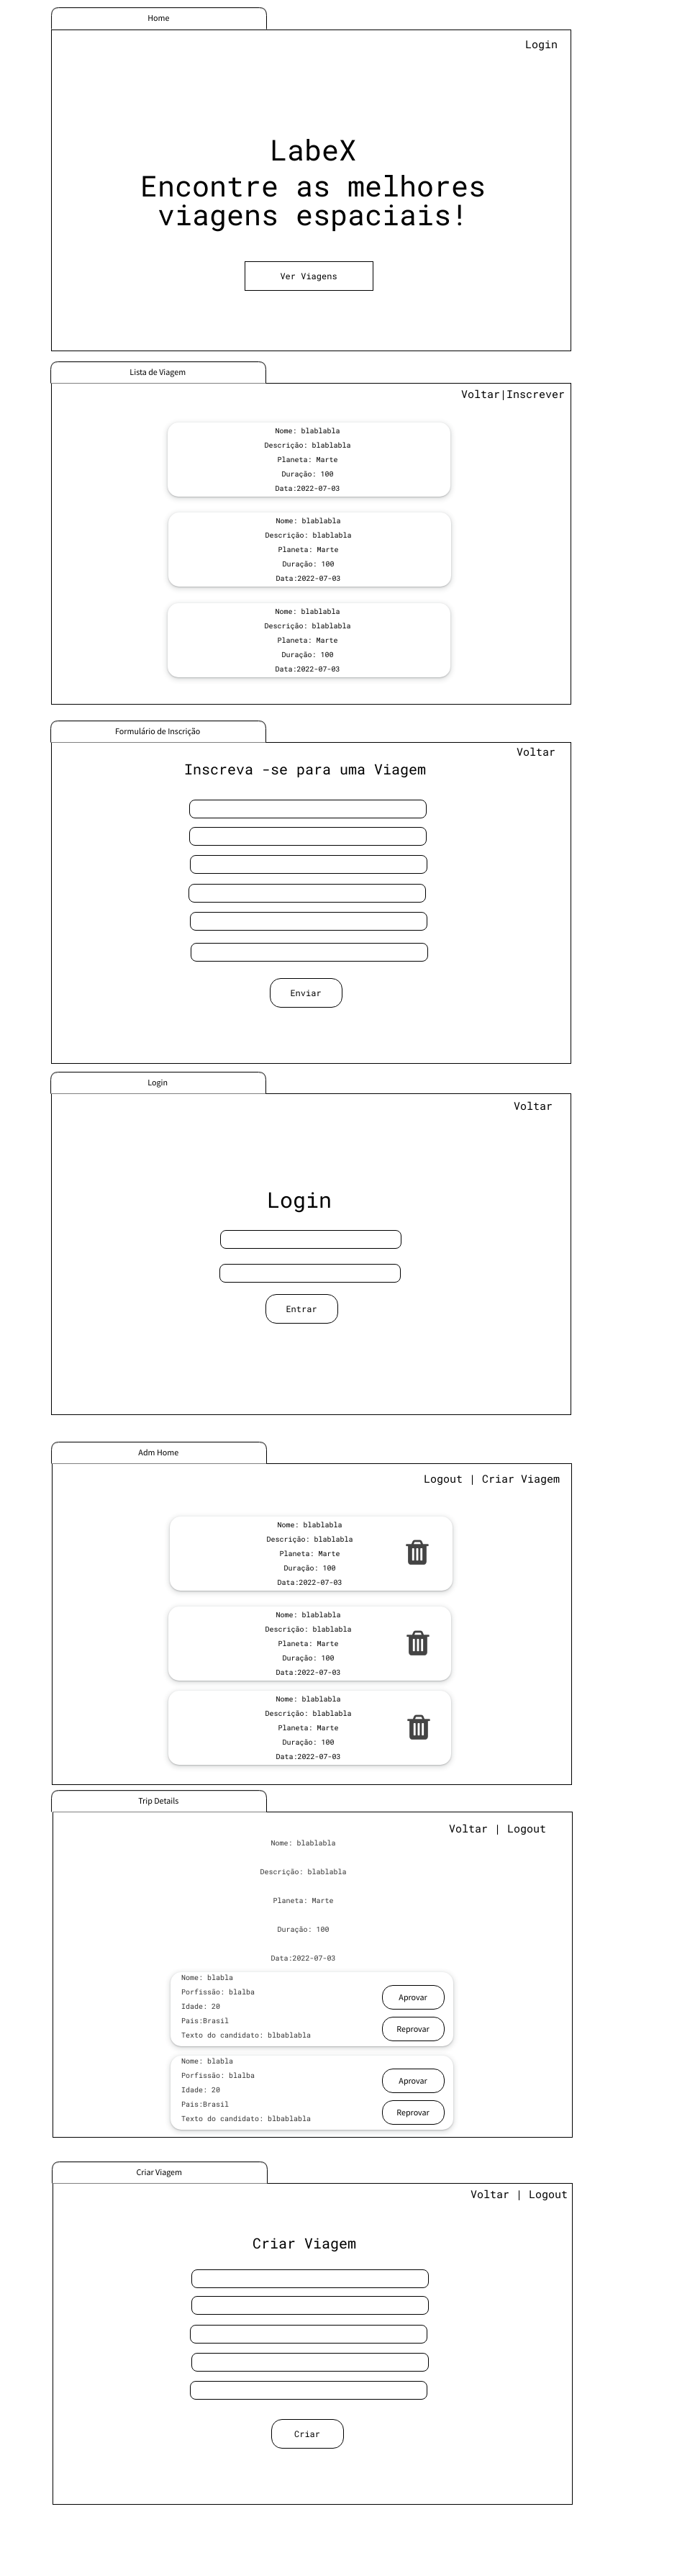 Home
Login
LabeX
Encontre as melhores
viagens espaciais!
Ver Viagens
Lista de Viagem
Voltar|Inscrever
Nome: blablabla
Descrição: blablabla
Planeta: Marte
Duração: 100
Data:2022-07-03
Nome: blablabla
Descrição: blablabla
Planeta: Marte
Duração: 100
Data:2022-07-03
Nome: blablabla
Descrição: blablabla
Planeta: Marte
Duração: 100
Data:2022-07-03
Formulário de Inscrição
Voltar
Inscreva -se para uma Viagem
Enviar
Login
Voltar
Login
Entrar
Adm Home
Logout | Criar Viagem
Nome: blablabla
Descrição: blablabla
Planeta: Marte
Duração: 100
Data:2022-07-03
Nome: blablabla
Descrição: blablabla
Planeta: Marte
Duração: 100
Data:2022-07-03
Nome: blablabla
Descrição: blablabla
Planeta: Marte
Duração: 100
Data:2022-07-03
Trip Details
Voltar | Logout
Nome: blablabla
Descrição: blablabla
Planeta: Marte
Duração: 100
Data:2022-07-03
Nome: blabla
Porfissão: blalba
Idade: 20
Pais:Brasil
Texto do candidato: blbablabla
Aprovar
Reprovar
Nome: blabla
Porfissão: blalba
Idade: 20
Pais:Brasil
Texto do candidato: blbablabla
Aprovar
Reprovar
Criar Viagem
Voltar | Logout
Criar Viagem
Criar